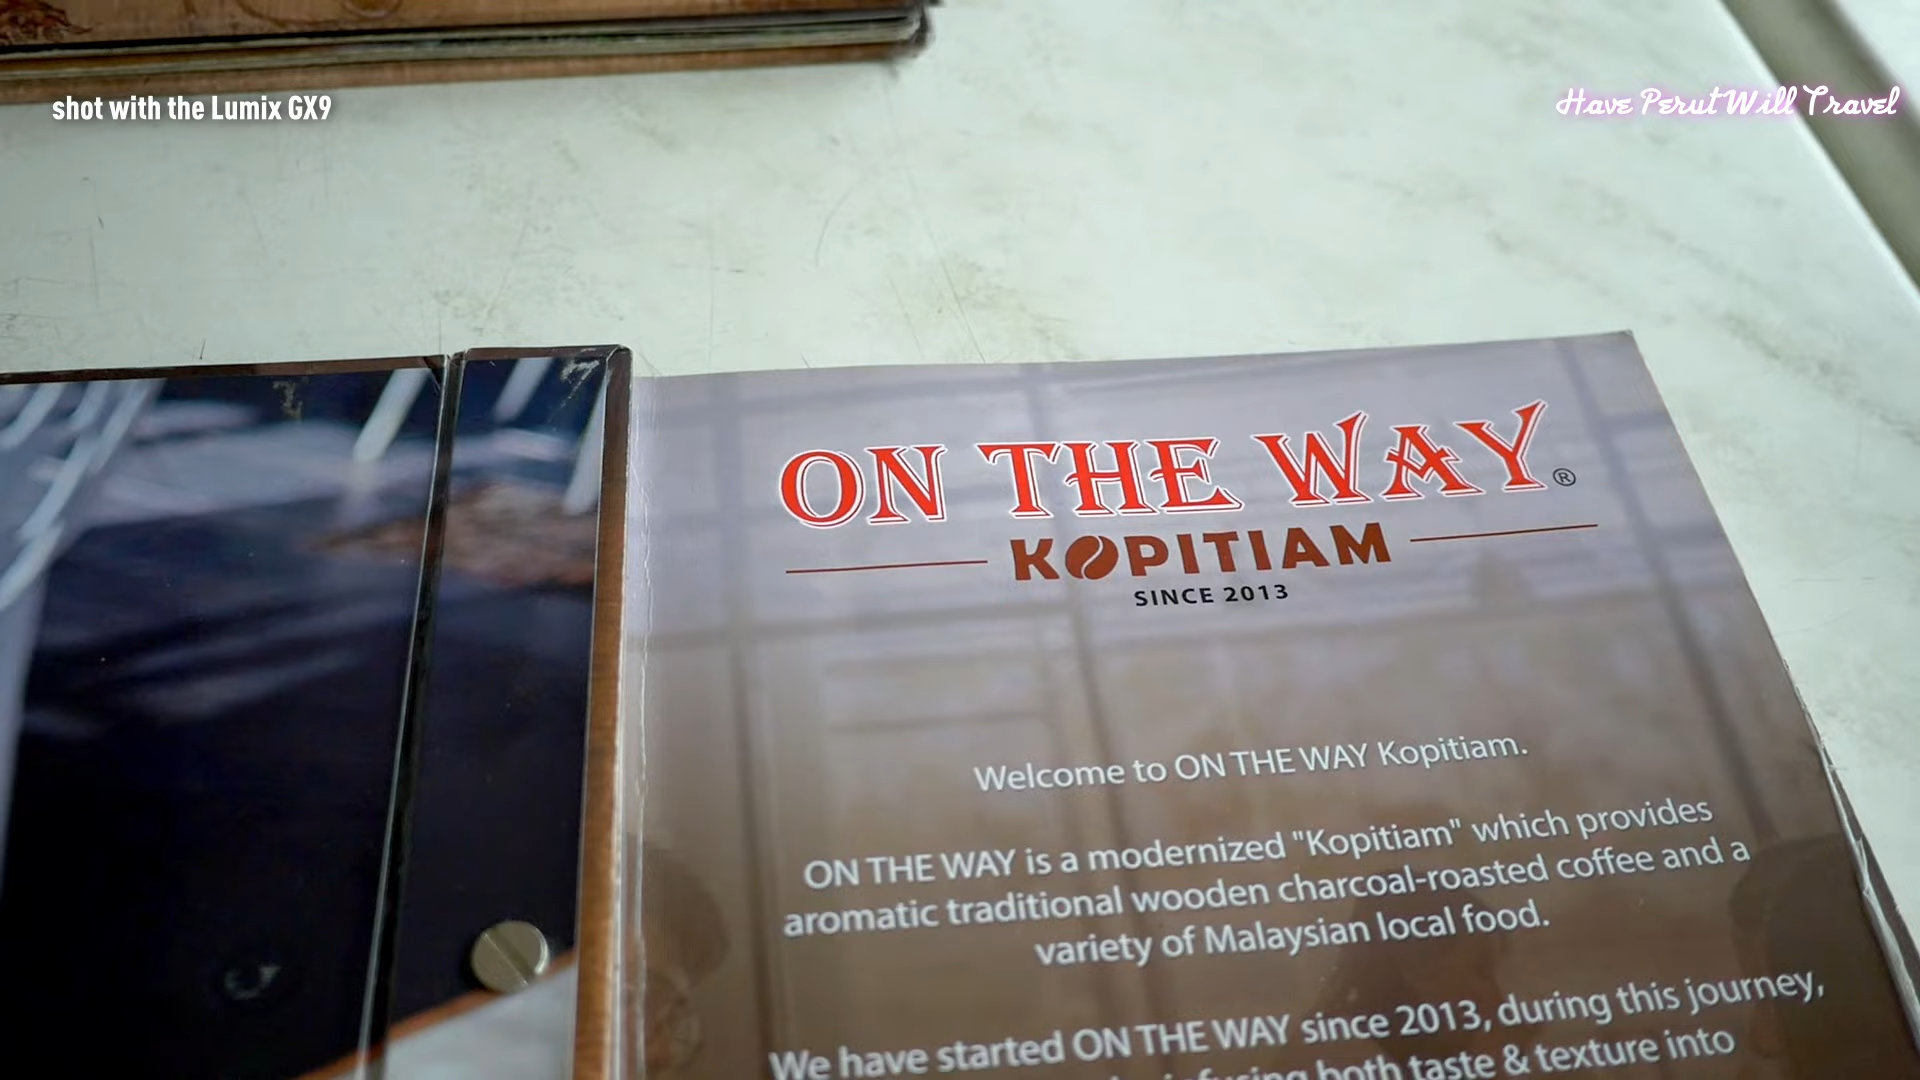 shot with the Lumix GX9
Have Perut Will Travel
ON THE WAY®
KOPITIAM
SINCE 2013
Welcome to ON THE WAY Kopitiam.
ON THE WAY is a modernized "Kopitiam" which provides
aromatic traditional wooden charcoal-roasted coffee and a
variety of Malaysian local food.
We have started ON THE WAY since 2013, during this journey,
both taste & texture into